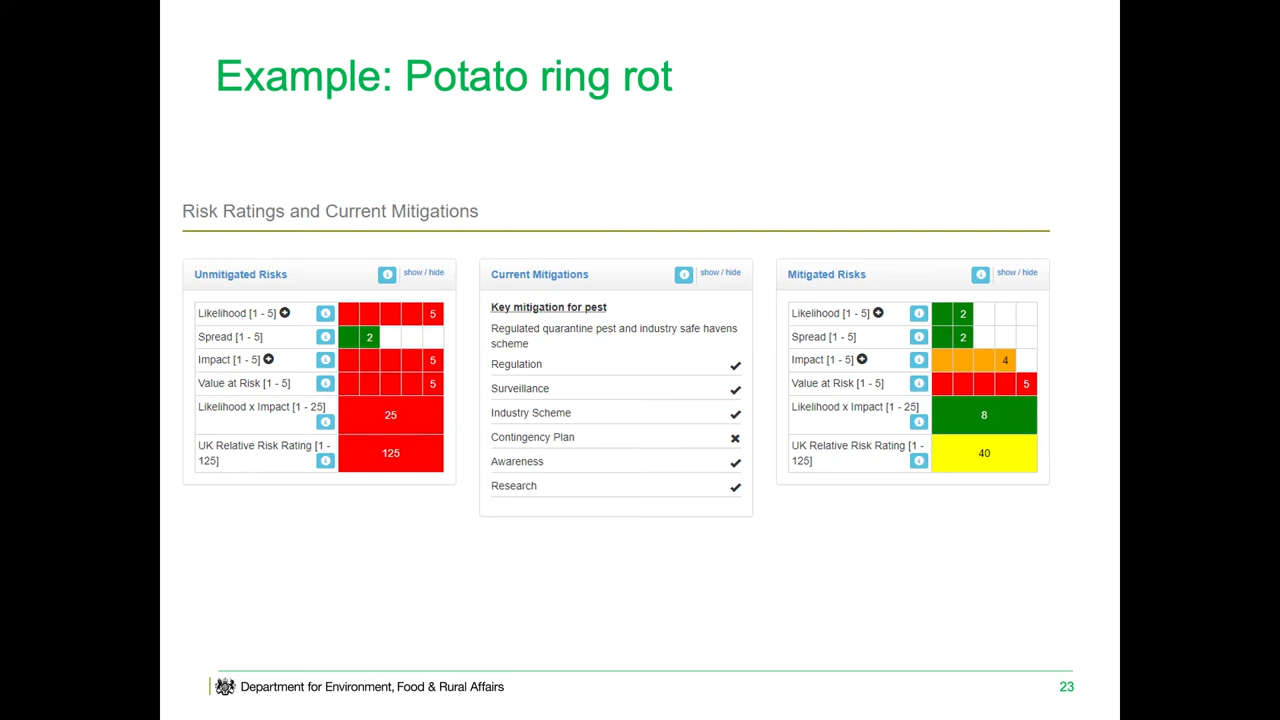 Example: Potato ring rot
Risk Ratings and Current Mitigations
Unmitigated Risks show / hide
Likelihood [1 - 5] 5
Spread [1 - 5] 2
Impact [1 - 5] 5
Value at Risk [1 - 5] 5
Likelihood x Impact [1 - 25] 25
UK Relative Risk Rating [1 -
125] 125
Current Mitigations show / hide
Key mitigation for pest
Regulated quarantine pest and industry safe havens
scheme
Regulation
Surveillance
Industry Scheme
Contingency Plan
Awareness
Research
Mitigated Risks show / hide
Likelihood [1 - 5] 2
Spread [1 - 5] 2
Impact [1 - 5] 4
Value at Risk [1 - 5] 5
Likelihood x Impact [1 - 25] 8
UK Relative Risk Rating [1 -
125] 40
Department for Environment, Food & Rural Affairs
23